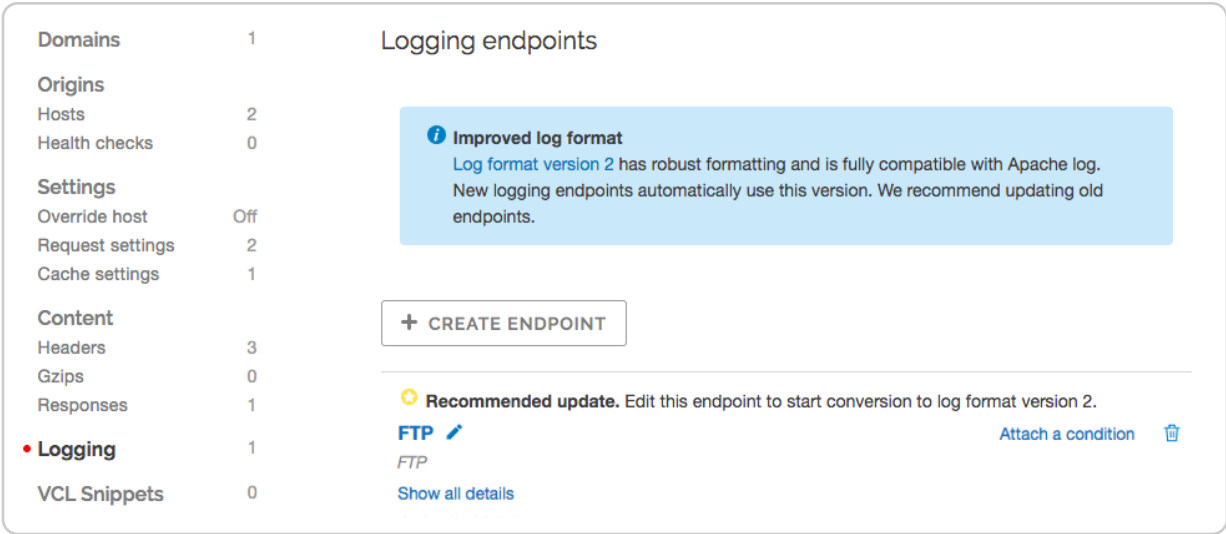 Domains 1
Origins
Hosts 2
Health checks 0
Settings
Override host Off
Request settings 2
Cache settings 1
Content
Headers 3
Gzips 0
Responses 1
Logging 1
VCL Snippets 0
Logging endpoints
Improved log format
Log format version 2 has robust formatting and is fully compatible with Apache log.
New logging endpoints automatically use this version. We recommend updating old
endpoints.
+ CREATE ENDPOINT
Recommended update. Edit this endpoint to start conversion to log format version 2.
FTP Attach a condition
FTP
Show all details